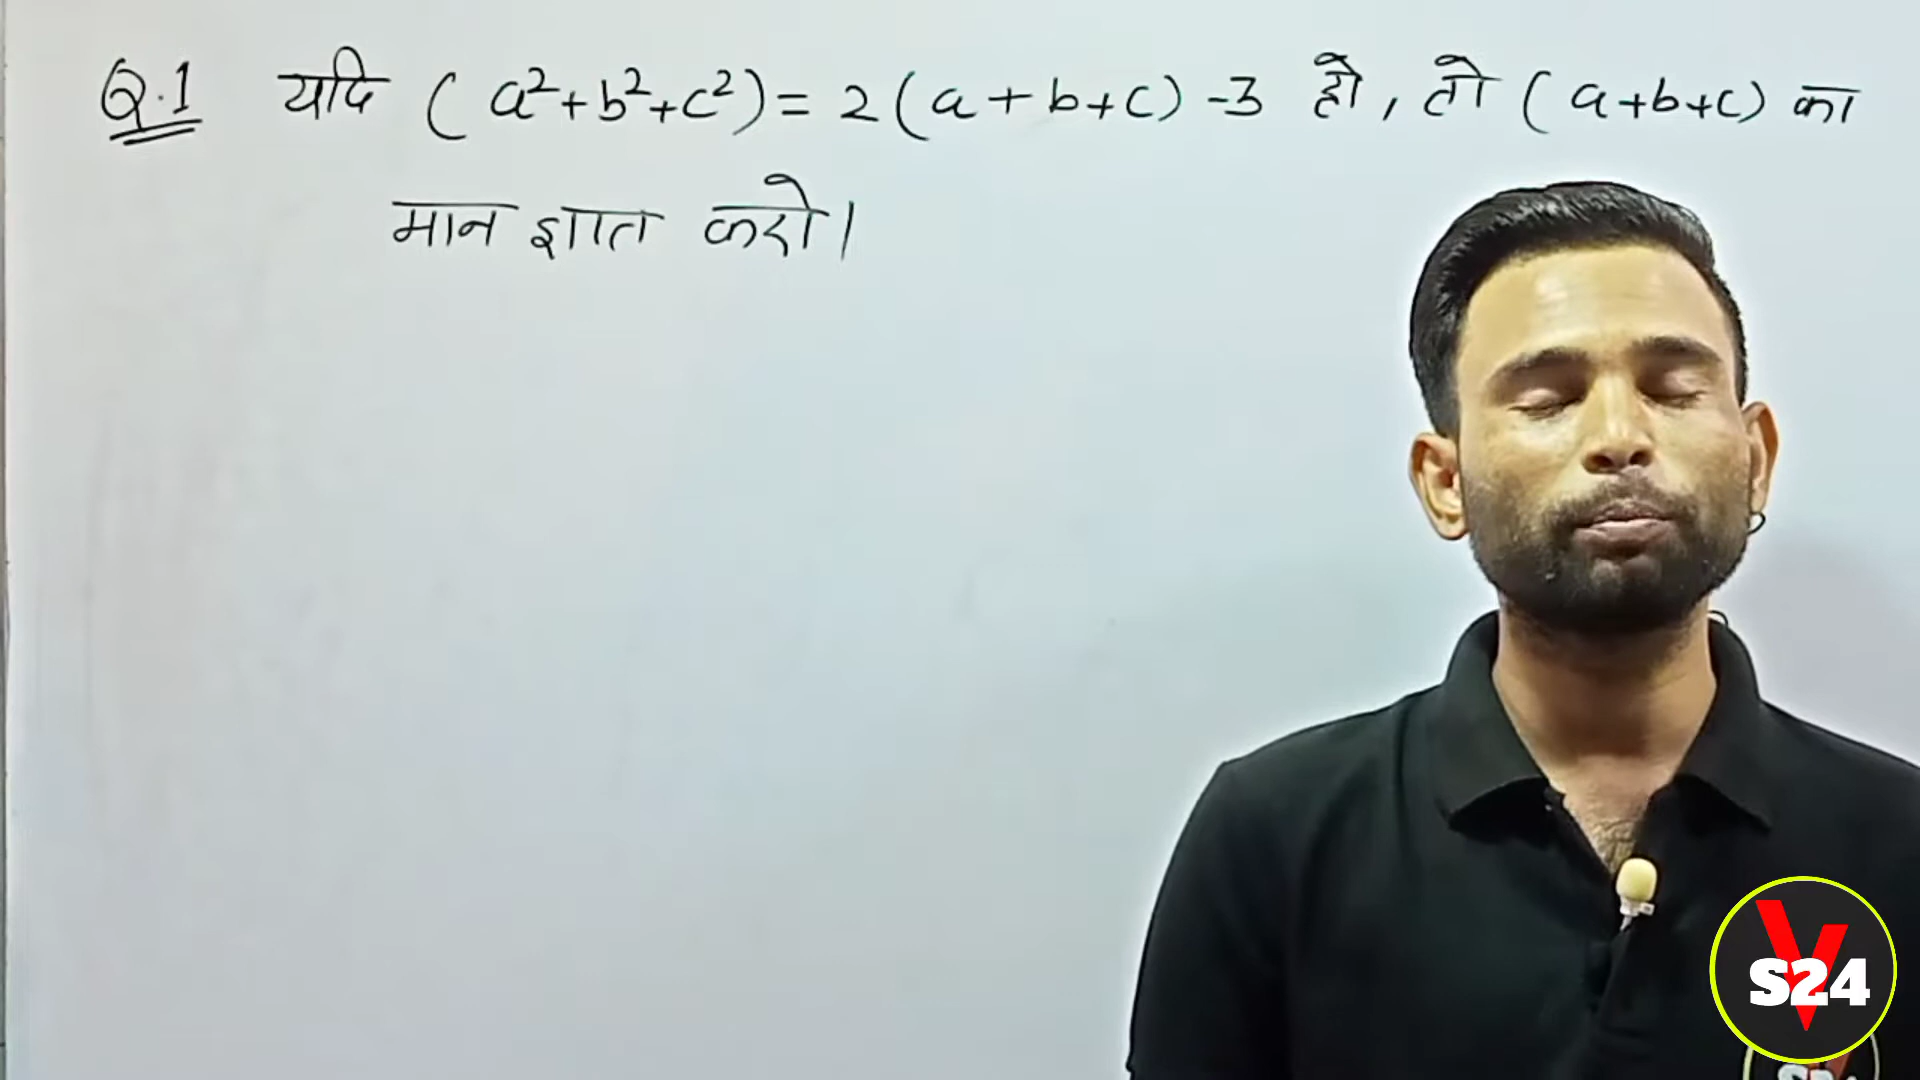 Q.1 यदि (a²+b²+c²) = 2(a+b+c) -3 हो, तो (a+b+c) का
मान ज्ञात करो।
V
S24